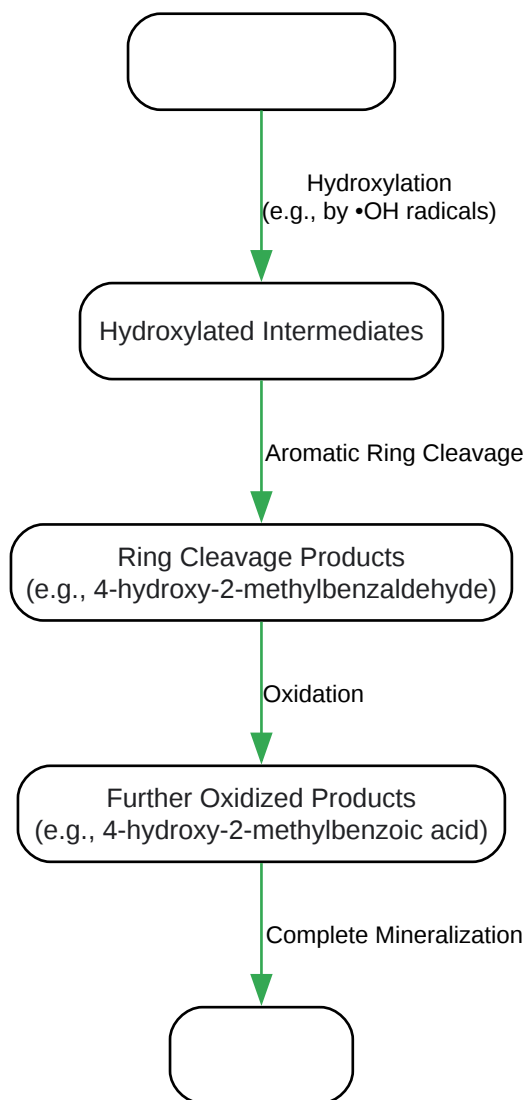 Hydroxylation
(e.g., by •OH radicals)
Hydroxylated Intermediates
Aromatic Ring Cleavage
Ring Cleavage Products
(e.g., 4-hydroxy-2-methylbenzaldehyde)
Oxidation
Further Oxidized Products
(e.g., 4-hydroxy-2-methylbenzoic acid)
Complete Mineralization